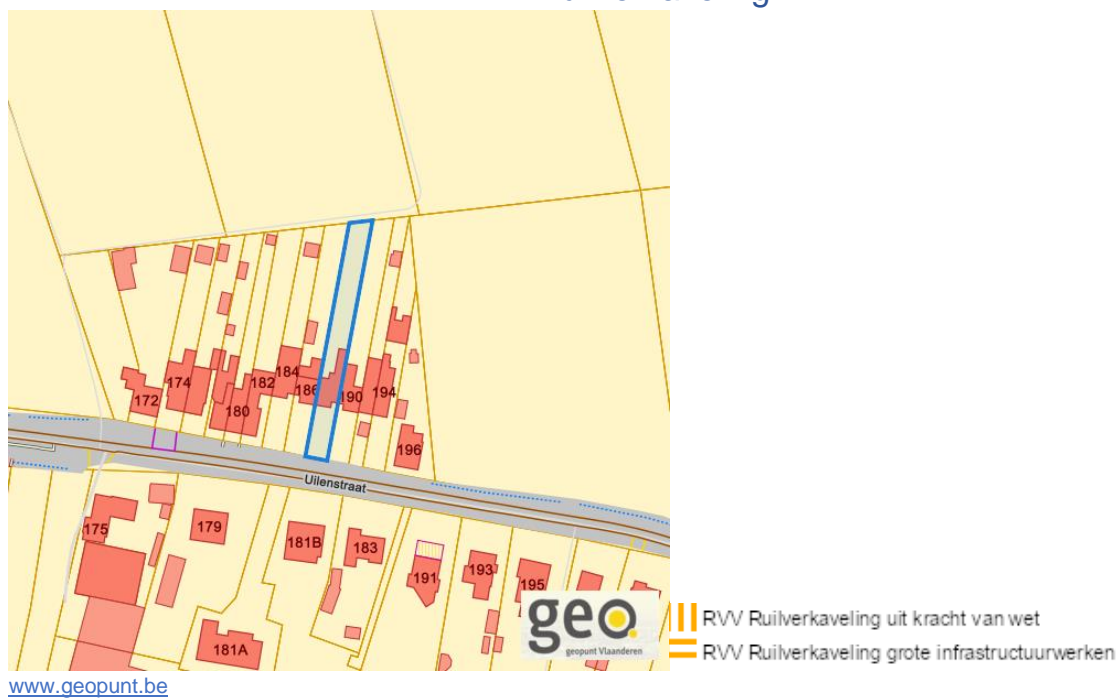 172
174
180
182
184
186
190
194
196
Uilenstraat
175
179
181B
183
191
193
195
181A
geo.
geopunt Vlaanderen
RVV Ruilverkaveling uit kracht van wet
RVV Ruilverkaveling grote infrastructuurwerken
www.geopunt.be